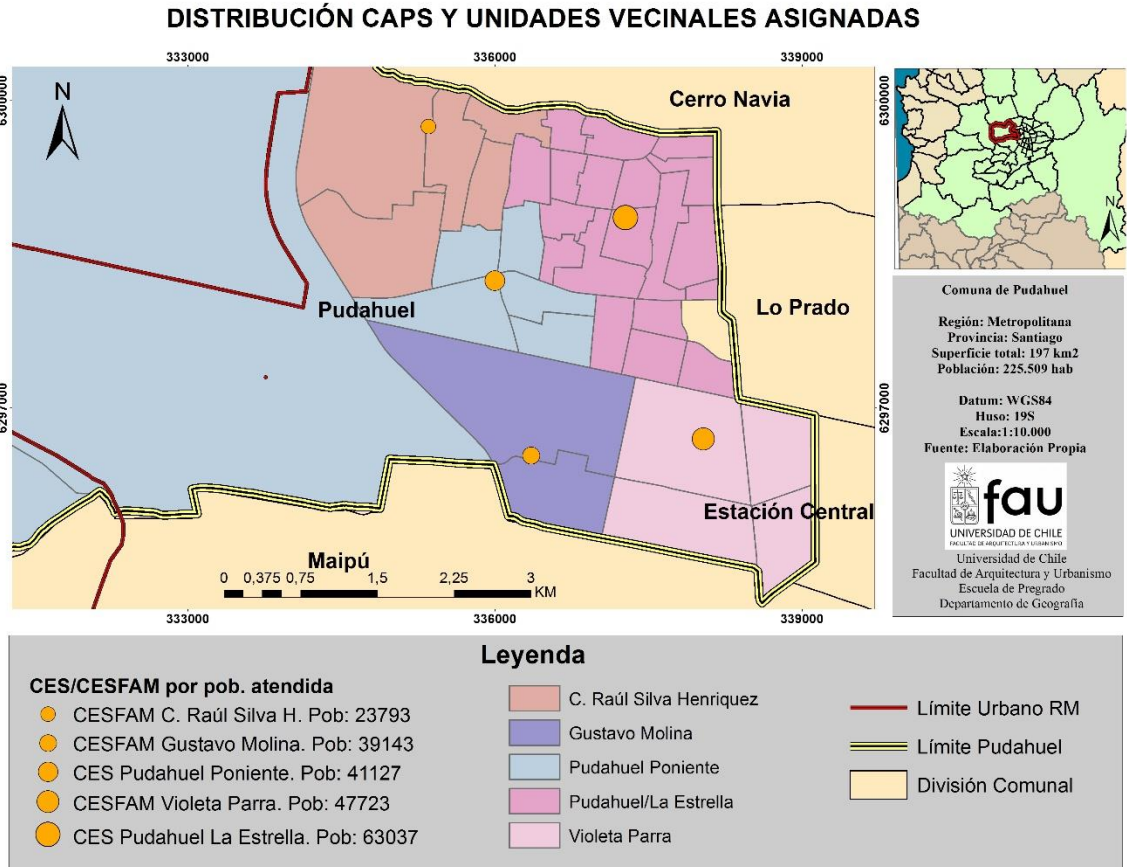 DISTRIBUCIÓN CAPS Y UNIDADES VECINALES ASIGNADAS
333000
336000
339000
6300000
6300000
N
Cerro Navia
N
Pudahuel
Lo Prado
6297000
6297000
Estación Central
Maipú
0 0,375 0,75 1,5 2,25 3
KM
333000
336000
339000
Comuna de Pudahuel
Región: Metropolitana
Provincia: Santiago
Superficie total: 197 km2
Población: 225.509 hab
Datum: WGS84
Huso: 19S
Escala:1:10.000
Fuente: Elaboración Propia
fau
UNIVERSIDAD DE CHILE
FACULTAD DE ARQUITECTURA Y URBANISMO
Universidad de Chile
Facultad de Arquitectura y Urbanismo
Escuela de Pregrado
Departamento de Geografía
Leyenda
CES/CESFAM por pob. atendida
CESFAM C. Raúl Silva H. Pob: 23793
CESFAM Gustavo Molina. Pob: 39143
CES Pudahuel Poniente. Pob: 41127
CESFAM Violeta Parra. Pob: 47723
CES Pudahuel La Estrella. Pob: 63037
C. Raúl Silva Henriquez
Gustavo Molina
Pudahuel Poniente
Pudahuel/La Estrella
Violeta Parra
Límite Urbano RM
Límite Pudahuel
División Comunal